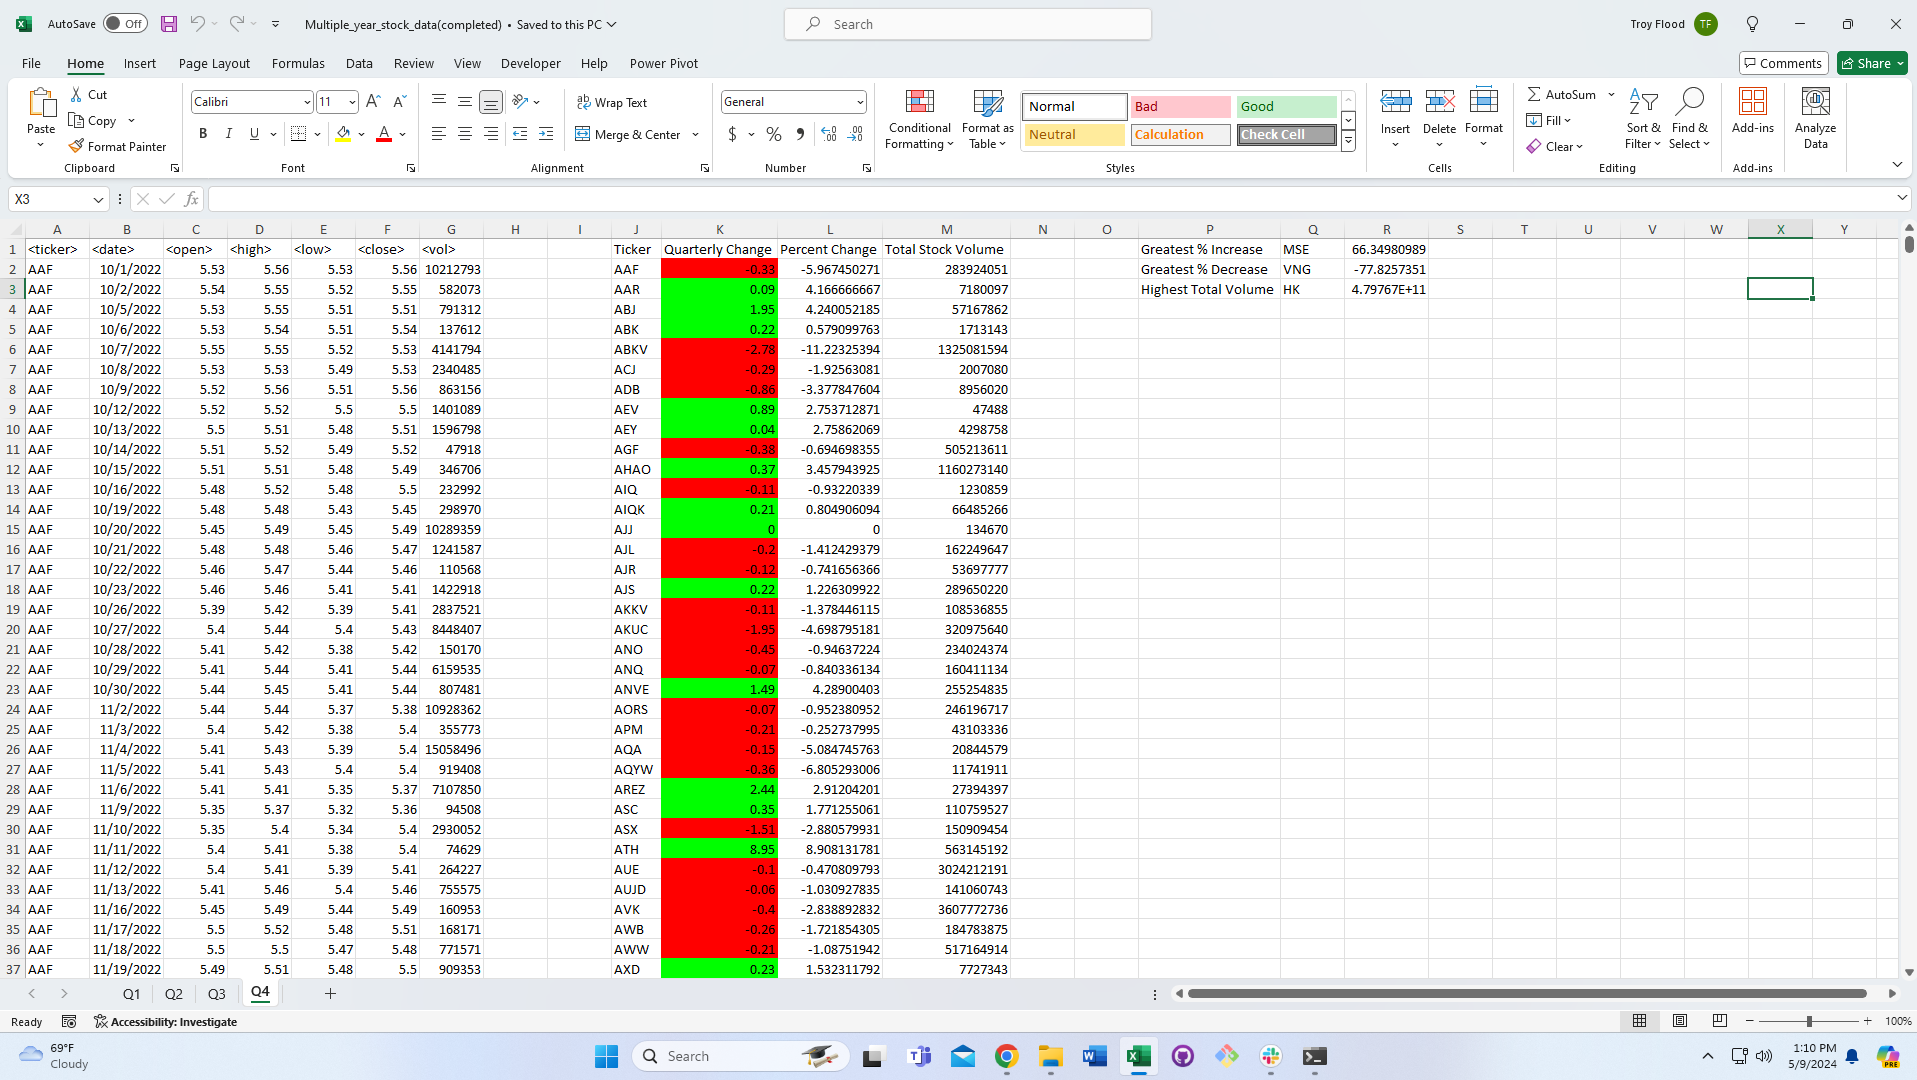 AutoSave Off Multiple_year_stock_data(completed) • Saved to this PC Search Troy Flood TF
File Home Insert Page Layout Formulas Data Review View Developer Help Power Pivot Comments Share
Paste Cut Copy Format Painter Clipboard
Calibri 11 B I U A Font
Wrap Text Merge & Center Alignment
General $ % Number
Conditional Formatting Format as Table Normal Bad Good Neutral Calculation Check Cell Styles
Insert Delete Format Cells
AutoSum Fill Clear Sort & Filter Find & Select Editing
Add-ins Add-ins Analyze Data
X3 fx
A B C D E F G H I J K L M N O P Q R S T U V W X Y
1 <ticker> <date> <open> <high> <low> <close> <vol> Ticker Quarterly Change Percent Change Total Stock Volume Greatest % Increase MSE 66.34980989
2 AAF 10/1/2022 5.53 5.56 5.53 5.56 10212793 AAF -0.33 -5.967450271 283924051 Greatest % Decrease VNG -77.8257351
3 AAF 10/2/2022 5.54 5.55 5.52 5.55 582073 AAR 0.09 4.166666667 7180097 Highest Total Volume HK 4.79767E+11
4 AAF 10/5/2022 5.53 5.55 5.51 5.51 791312 ABJ 1.95 4.240052185 57167862
5 AAF 10/6/2022 5.53 5.54 5.51 5.54 137612 ABK 0.22 0.579099763 1713143
6 AAF 10/7/2022 5.55 5.55 5.52 5.53 4141794 ABKV -2.78 -11.22325394 1325081594
7 AAF 10/8/2022 5.53 5.53 5.49 5.53 2340485 ACJ -0.29 -1.92563081 2007080
8 AAF 10/9/2022 5.52 5.56 5.51 5.56 863156 ADB -0.86 -3.377847604 8956020
9 AAF 10/12/2022 5.52 5.52 5.5 5.5 1401089 AEV 0.89 2.753712871 47488
10 AAF 10/13/2022 5.5 5.51 5.48 5.51 1596798 AEY 0.04 2.75862069 4298758
11 AAF 10/14/2022 5.51 5.52 5.49 5.52 47918 AGF -0.38 -0.694698355 505213611
12 AAF 10/15/2022 5.51 5.51 5.48 5.49 346706 AHAO 0.37 3.457943925 1160273140
13 AAF 10/16/2022 5.48 5.52 5.48 5.5 232992 AIQ -0.11 -0.93220339 1230859
14 AAF 10/19/2022 5.48 5.48 5.43 5.45 298970 AIQK 0.21 0.804906094 66485266
15 AAF 10/20/2022 5.45 5.49 5.45 5.49 10289359 AJJ 0 0 134670
16 AAF 10/21/2022 5.48 5.48 5.46 5.47 1241587 AJL -0.2 -1.412429379 162249647
17 AAF 10/22/2022 5.46 5.47 5.44 5.46 110568 AJR -0.12 -0.741656366 53697777
18 AAF 10/23/2022 5.46 5.46 5.41 5.41 1422918 AJS 0.22 1.226309922 289650220
19 AAF 10/26/2022 5.39 5.42 5.39 5.41 2837521 AKKV -0.11 -1.378446115 108536855
20 AAF 10/27/2022 5.4 5.44 5.4 5.43 8448407 AKUC -1.95 -4.698795181 320975640
21 AAF 10/28/2022 5.41 5.42 5.38 5.42 150170 ANO -0.45 -0.94637224 234024374
22 AAF 10/29/2022 5.41 5.44 5.41 5.44 6159535 ANQ -0.07 -0.840336134 160411134
23 AAF 10/30/2022 5.44 5.45 5.41 5.44 807481 ANVE 1.49 4.28900403 255254835
24 AAF 11/2/2022 5.44 5.44 5.37 5.38 10928362 AORS -0.07 -0.952380952 246196717
25 AAF 11/3/2022 5.4 5.42 5.38 5.4 355773 APM -0.21 -0.252737995 43103336
26 AAF 11/4/2022 5.41 5.43 5.39 5.4 15058496 AQA -0.15 -5.084745763 20844579
27 AAF 11/5/2022 5.41 5.43 5.4 5.4 919408 AQYW -0.36 -6.805293006 11741911
28 AAF 11/6/2022 5.41 5.41 5.35 5.37 7107850 AREZ 2.44 2.91204201 27394397
29 AAF 11/9/2022 5.35 5.37 5.32 5.36 94508 ASC 0.35 1.771255061 110759527
30 AAF 11/10/2022 5.35 5.4 5.34 5.4 2930052 ASX -1.51 -2.880579931 150909454
31 AAF 11/11/2022 5.4 5.41 5.38 5.4 74629 ATH 8.95 8.908131781 563145192
32 AAF 11/12/2022 5.4 5.41 5.39 5.41 264227 AUE -0.1 -0.470809793 3024212191
33 AAF 11/13/2022 5.41 5.46 5.4 5.46 755575 AUJD -0.06 -1.030927835 141060743
34 AAF 11/16/2022 5.45 5.49 5.44 5.49 160953 AVK -0.4 -2.838892832 3607772736
35 AAF 11/17/2022 5.5 5.52 5.48 5.51 168171 AWB -0.26 -1.721854305 184783875
36 AAF 11/18/2022 5.5 5.5 5.47 5.48 771571 AWW -0.21 -1.08751942 517164914
37 AAF 11/19/2022 5.49 5.51 5.48 5.5 909353 AXD 0.23 1.532311792 7727343
Q1 Q2 Q3 Q4
Ready Accessibility: Investigate 100%
69°F
Cloudy
Search
1:10 PM
5/9/2024